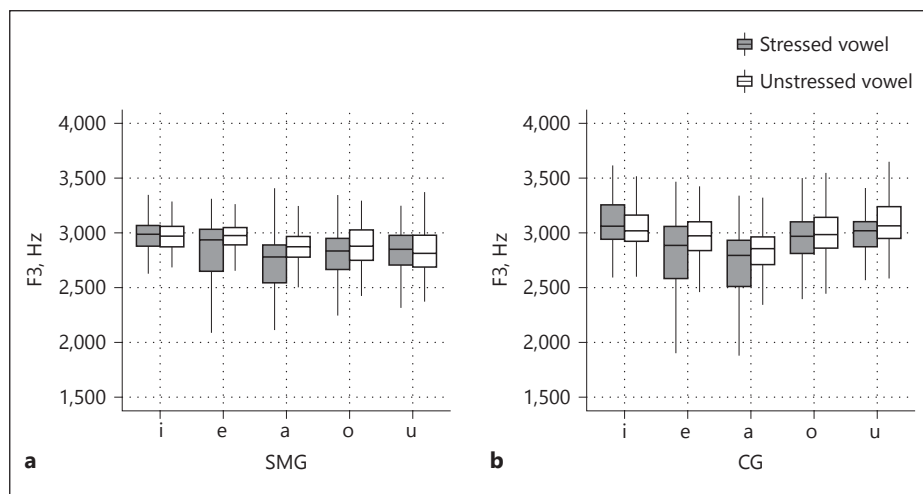 Stressed vowel
Unstressed vowel
4,000
3,500
3,000
2,500
2,000
1,500
F3, Hz
i e a o u
a SMG
4,000
3,500
3,000
2,500
2,000
1,500
F3, Hz
i e a o u
b CG